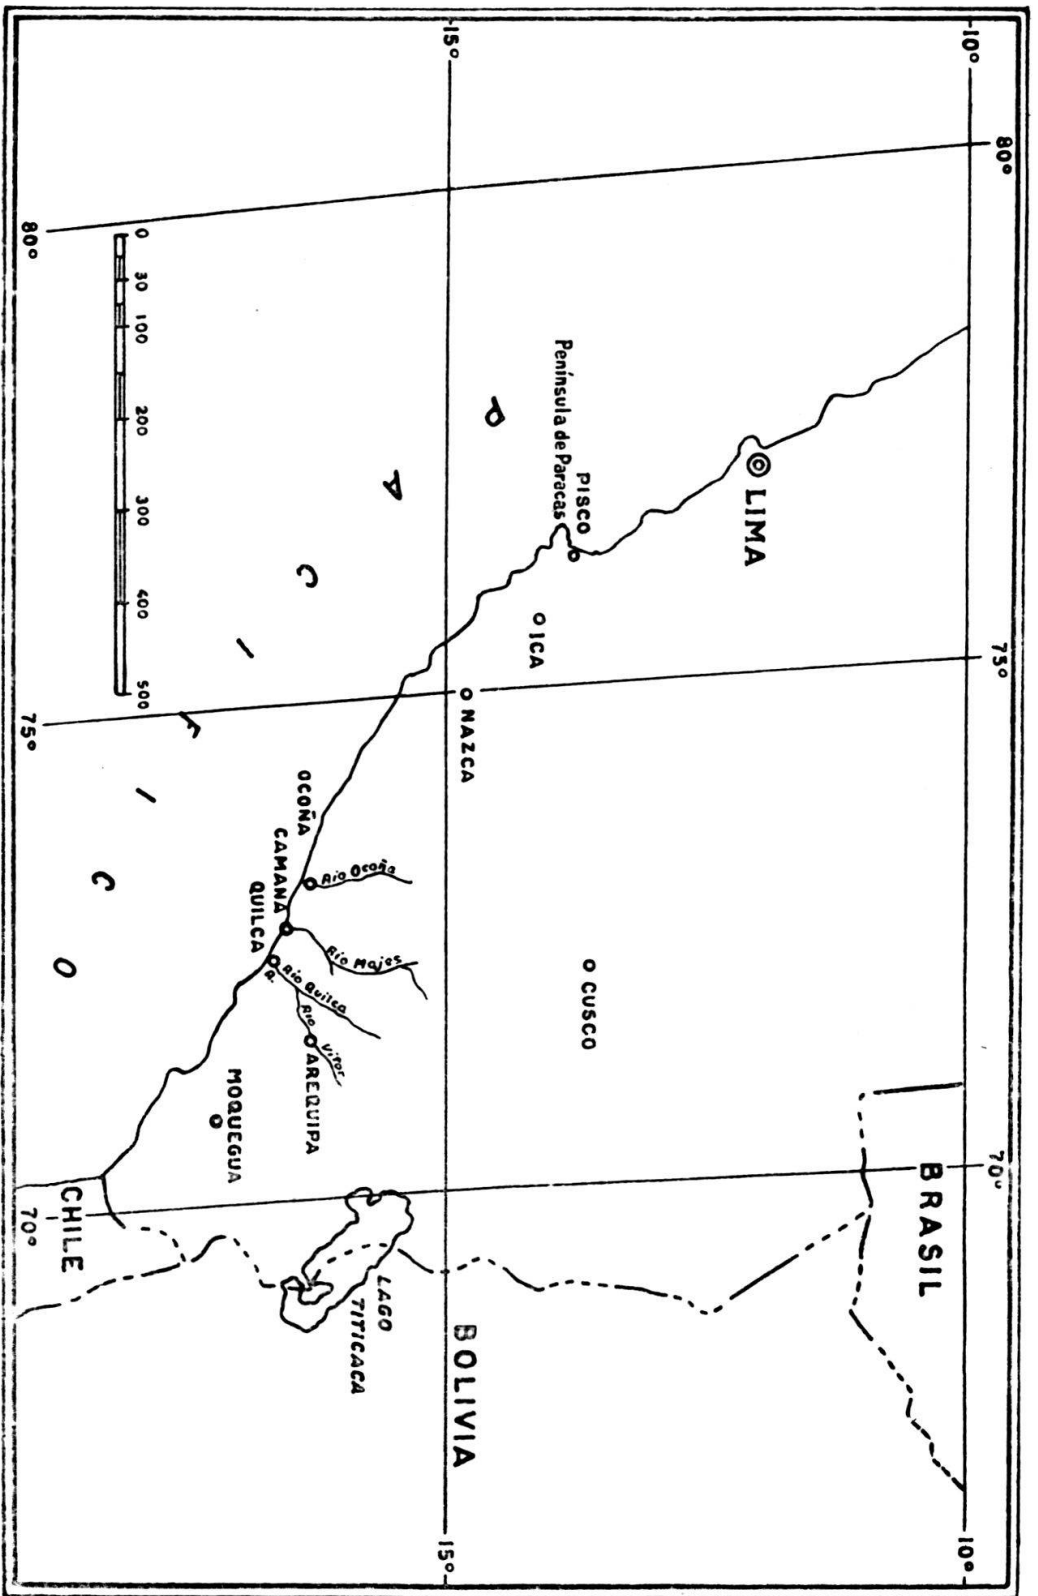 80°
75°
70°
10°
10°
BRASIL
LIMA
PISCO
Península de Paracas
ICA
CUSCO
NAZCA
15°
15°
BOLIVIA
LAGO
TITICACA
Río Ocoña
Río Majes
Río Quilca
Río Vitor
R.
OCOÑA
CAMANÁ
QUILCA
AREQUIPA
MOQUEGUA
PACIFICO
0 30 100 200 300 400 500
CHILE
80°
75°
70°